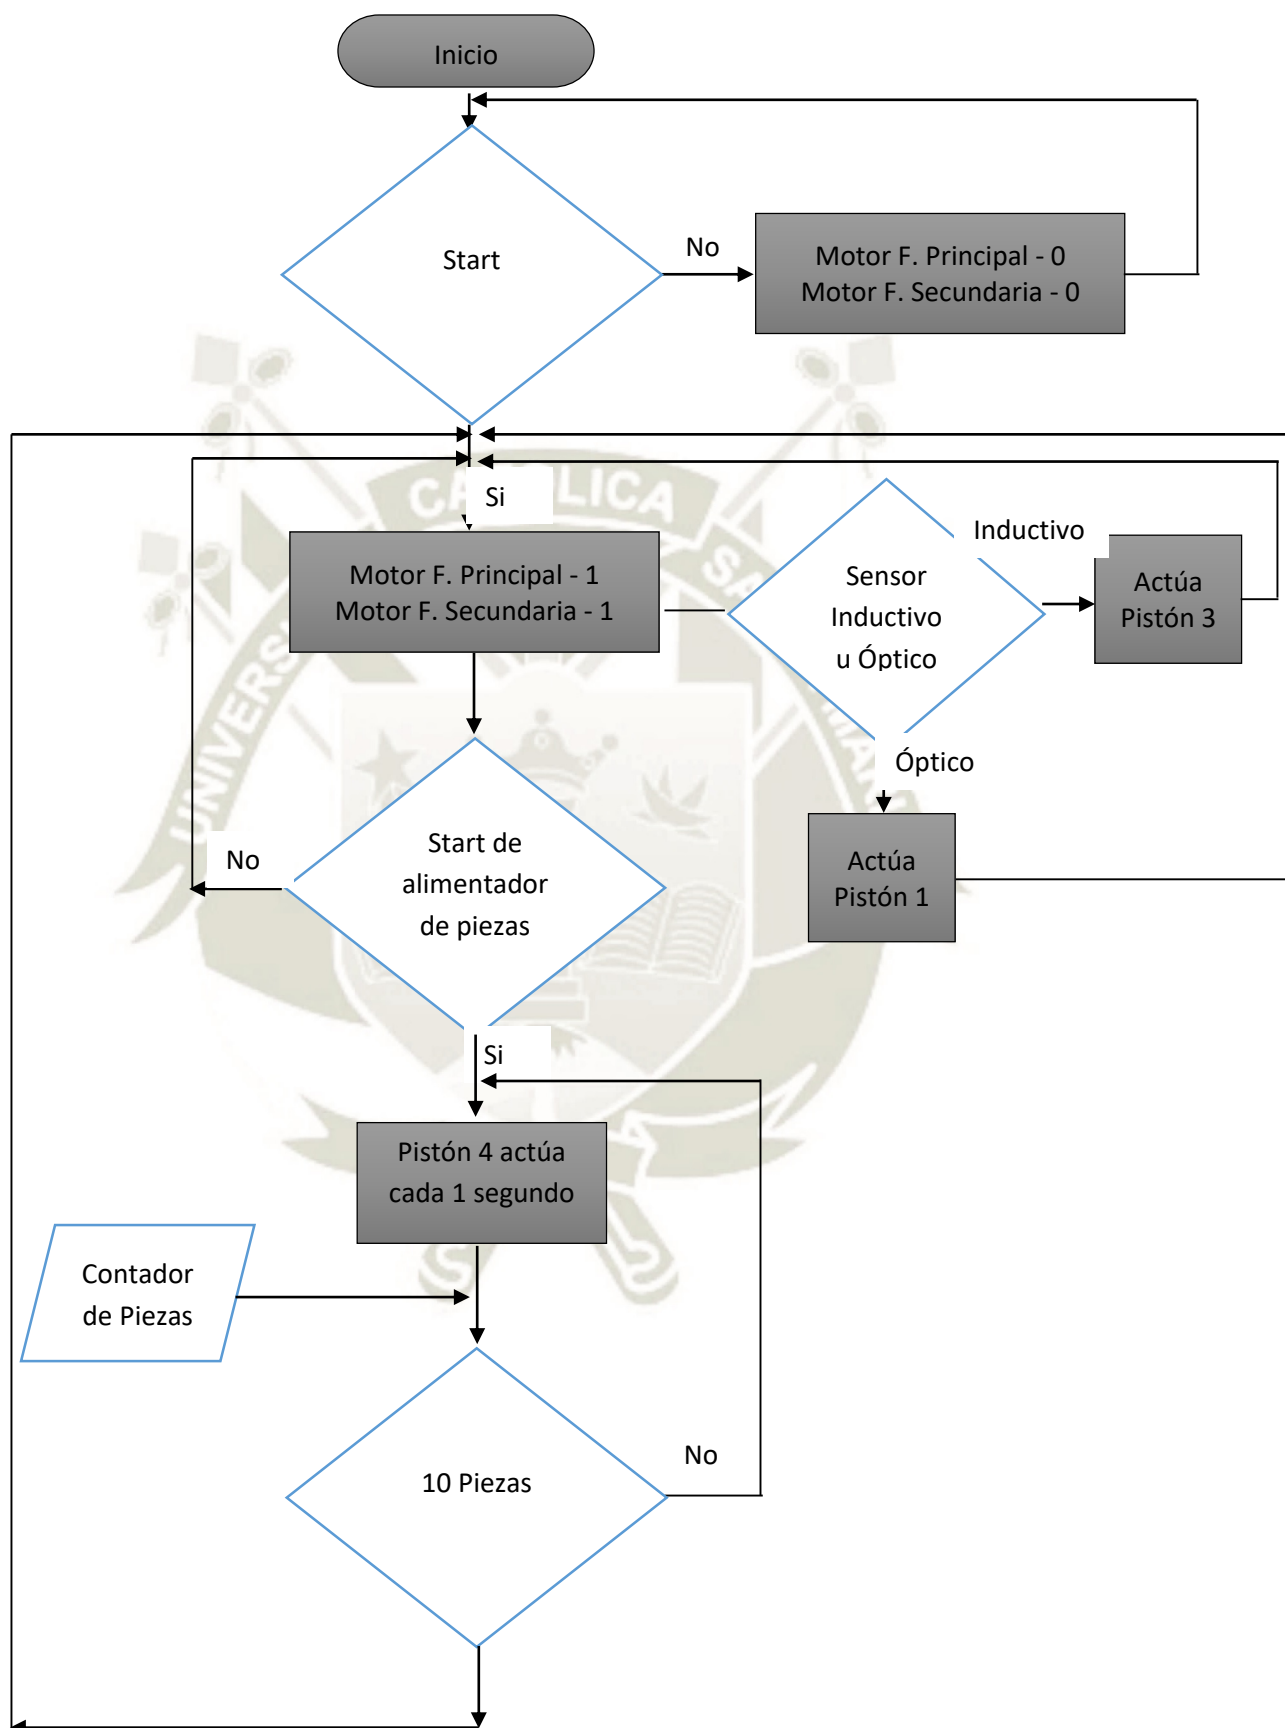 Inicio
Start
No
Motor F. Principal - 0
Motor F. Secundaria - 0
Si
Motor F. Principal - 1
Motor F. Secundaria - 1
Sensor
Inductivo
u Óptico
Inductivo
Actúa
Pistón 3
Óptico
Actúa
Pistón 1
Start de
alimentador
de piezas
No
Si
Pistón 4 actúa
cada 1 segundo
Contador
de Piezas
10 Piezas
No